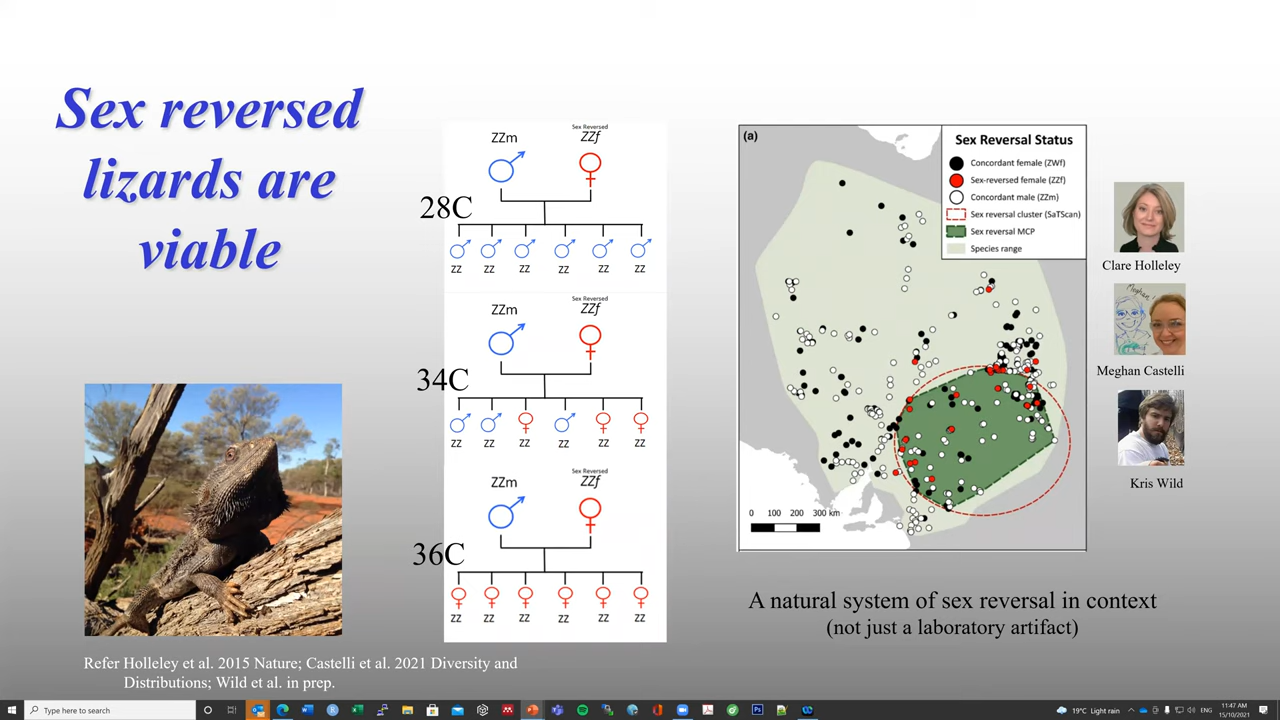 Sex reversed
lizards are
viable
ZZm
Sex Reversed
ZZf
28C
ZZ ZZ ZZ ZZ ZZ ZZ
ZZm
Sex Reversed
ZZf
34C
ZZ ZZ ZZ ZZ ZZ ZZ
ZZm
Sex Reversed
ZZf
36C
ZZ ZZ ZZ ZZ ZZ ZZ
(a)
Sex Reversal Status
Concordant female (ZWf)
Sex-reversed female (ZZf)
Concordant male (ZZm)
Sex reversal cluster (SaTScan)
Sex reversal MCP
Species range
0 100 200 300 km
Clare Holleley
Meghan Castelli
Kris Wild
A natural system of sex reversal in context
(not just a laboratory artifact)
Refer Holleley et al. 2015 Nature; Castelli et al. 2021 Diversity and
Distributions; Wild et al. in prep.
Type here to search
19°C Light rain
ENG
11:47 AM
15/10/2021